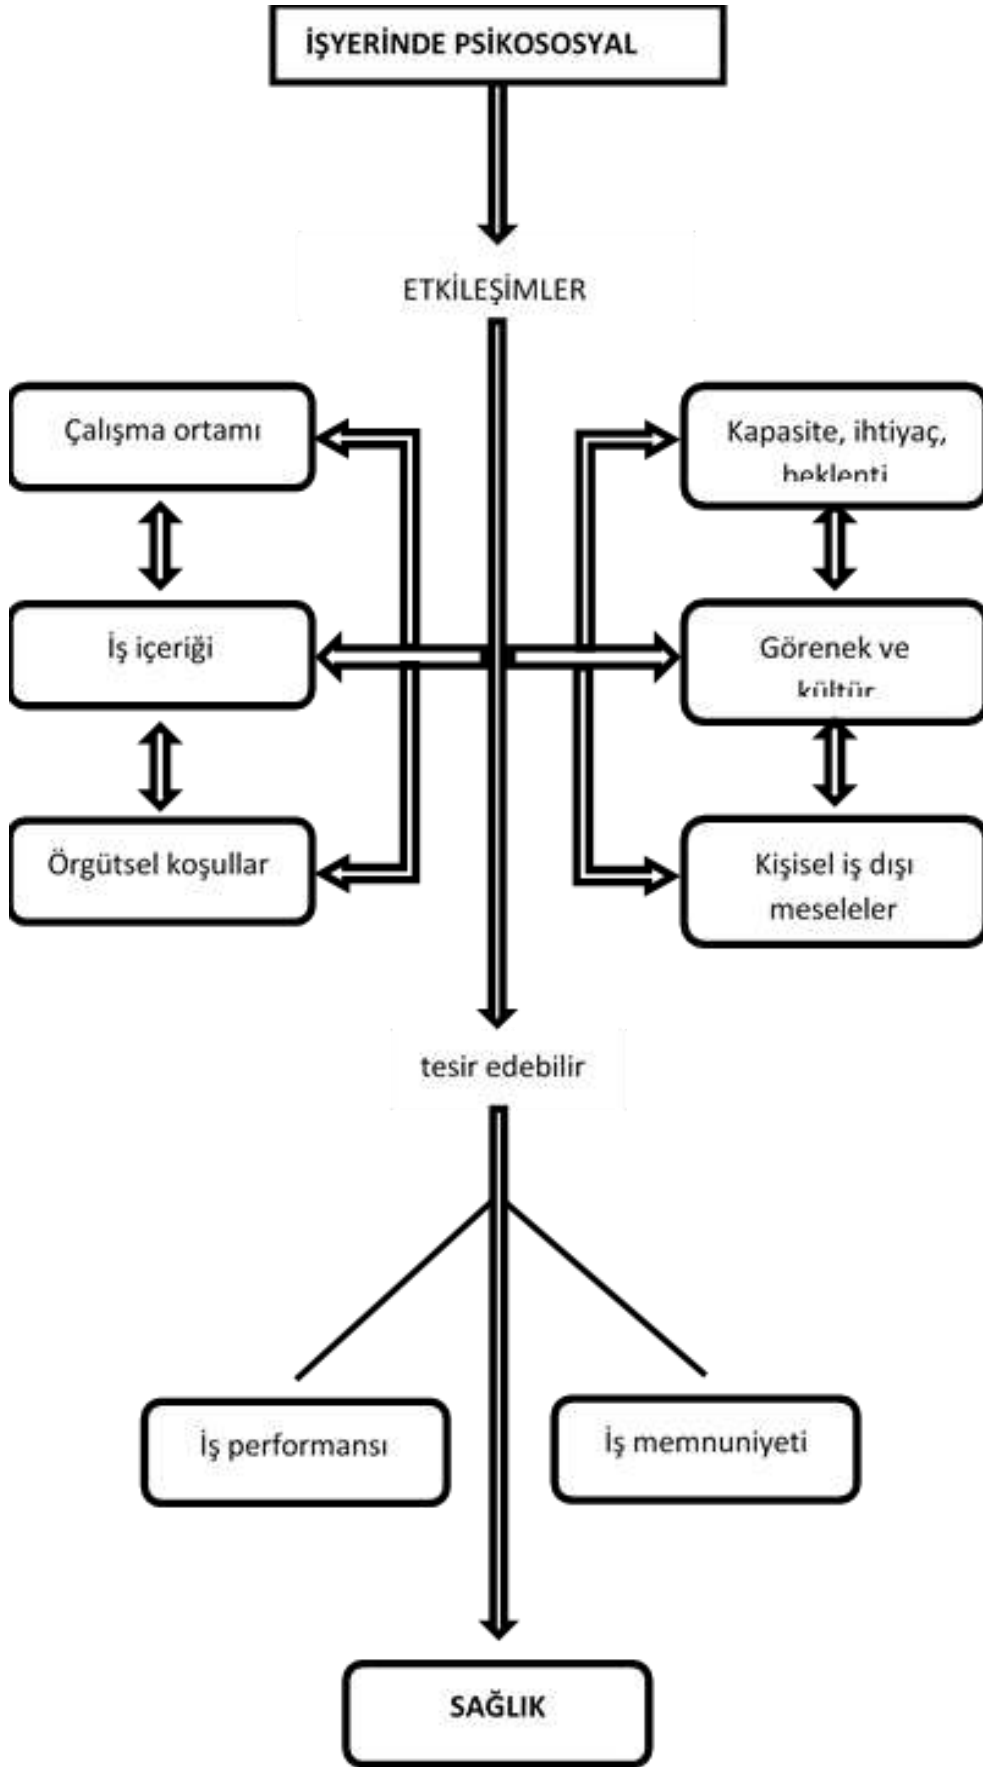 İŞYERİNDE PSİKOSOSYAL
ETKİLEŞİMLER
Çalışma ortamı
Kapasite, ihtiyaç,
beklenti
İş içeriği
Görenek ve
kültür
Örgütsel koşullar
Kişisel iş dışı
meseleler
tesir edebilir
İş performansı
İş memnuniyeti
SAĞLIK